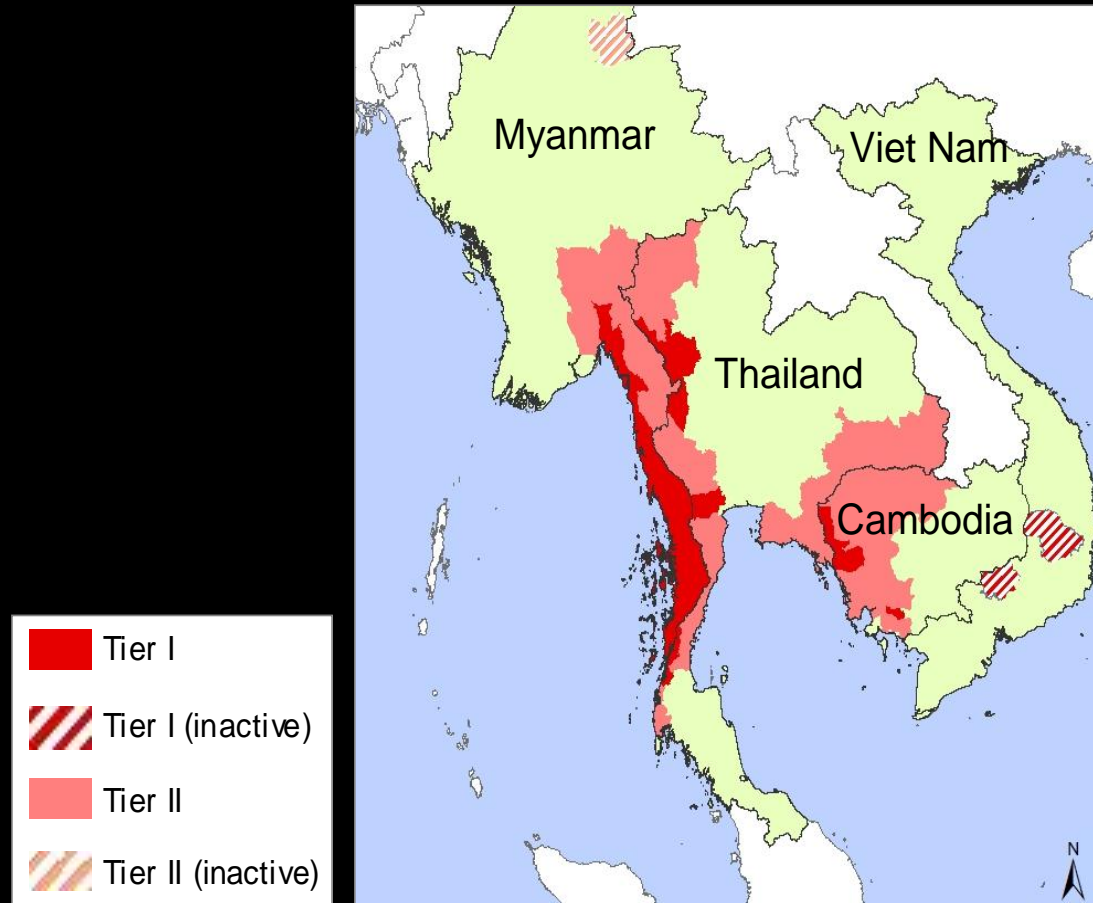 Myanmar
Viet Nam
Thailand
Cambodia
Tier I
Tier I (inactive)
Tier II
Tier II (inactive)
N